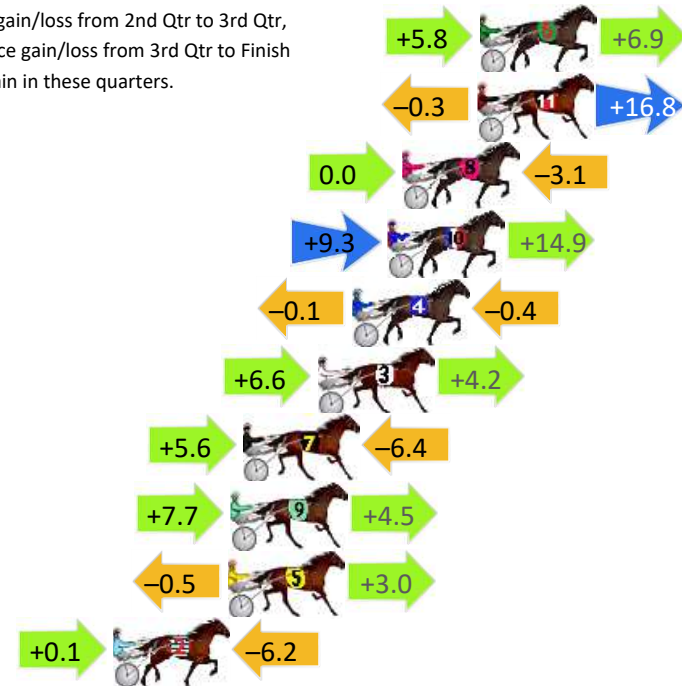 gain/loss from 2nd Qtr to 3rd Qtr,
ce gain/loss from 3rd Qtr to Finish
in in these quarters.
+5.8 6 +6.9
–0.3 11 +16.8
0.0 8 –3.1
+9.3 10 +14.9
–0.1 4 –0.4
+6.6 3 +4.2
+5.6 7 –6.4
+7.7 9 +4.5
–0.5 5 +3.0
+0.1 –6.2